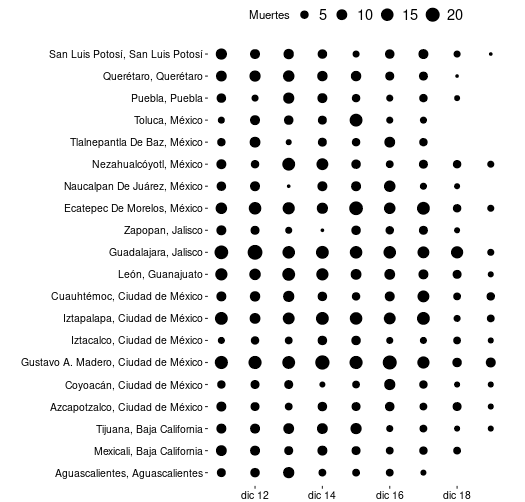 Muertes 5 10 15 20
San Luis Potosí, San Luis Potosí
Querétaro, Querétaro
Puebla, Puebla
Toluca, México
Tlalnepantla De Baz, México
Nezahualcóyotl, México
Naucalpan De Juárez, México
Ecatepec De Morelos, México
Zapopan, Jalisco
Guadalajara, Jalisco
León, Guanajuato
Cuauhtémoc, Ciudad de México
Iztapalapa, Ciudad de México
Iztacalco, Ciudad de México
Gustavo A. Madero, Ciudad de México
Coyoacán, Ciudad de México
Azcapotzalco, Ciudad de México
Tijuana, Baja California
Mexicali, Baja California
Aguascalientes, Aguascalientes
dic 12 dic 14 dic 16 dic 18